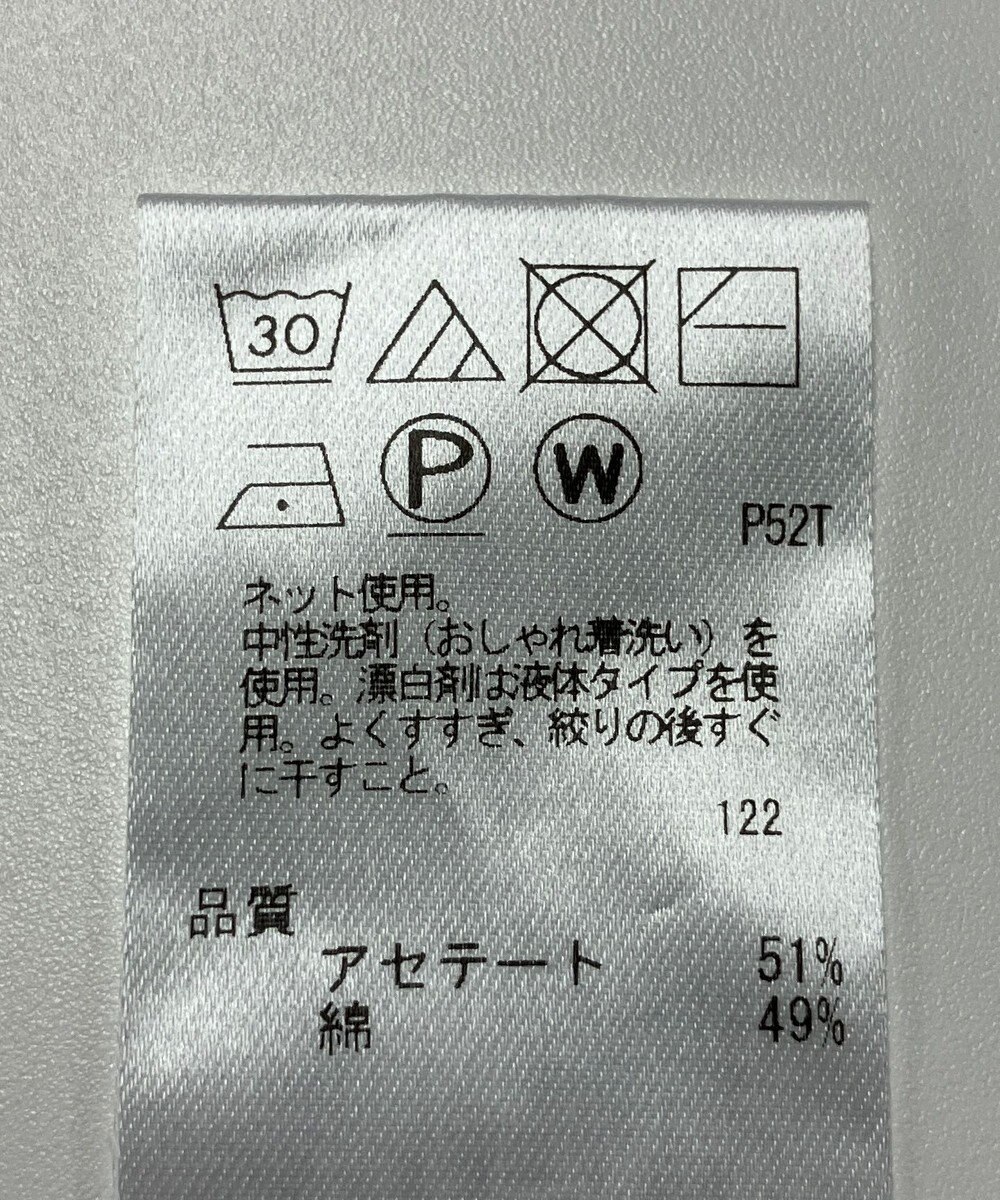 30
P
W
P52T
ネット使用。
中性洗剤（おしゃれ着洗い）を
使用。漂白剤は液体タイプを使
用。よくすすぎ、絞りの後すぐ
に干すこと。
122
品質
アセテート 51%
綿 49%